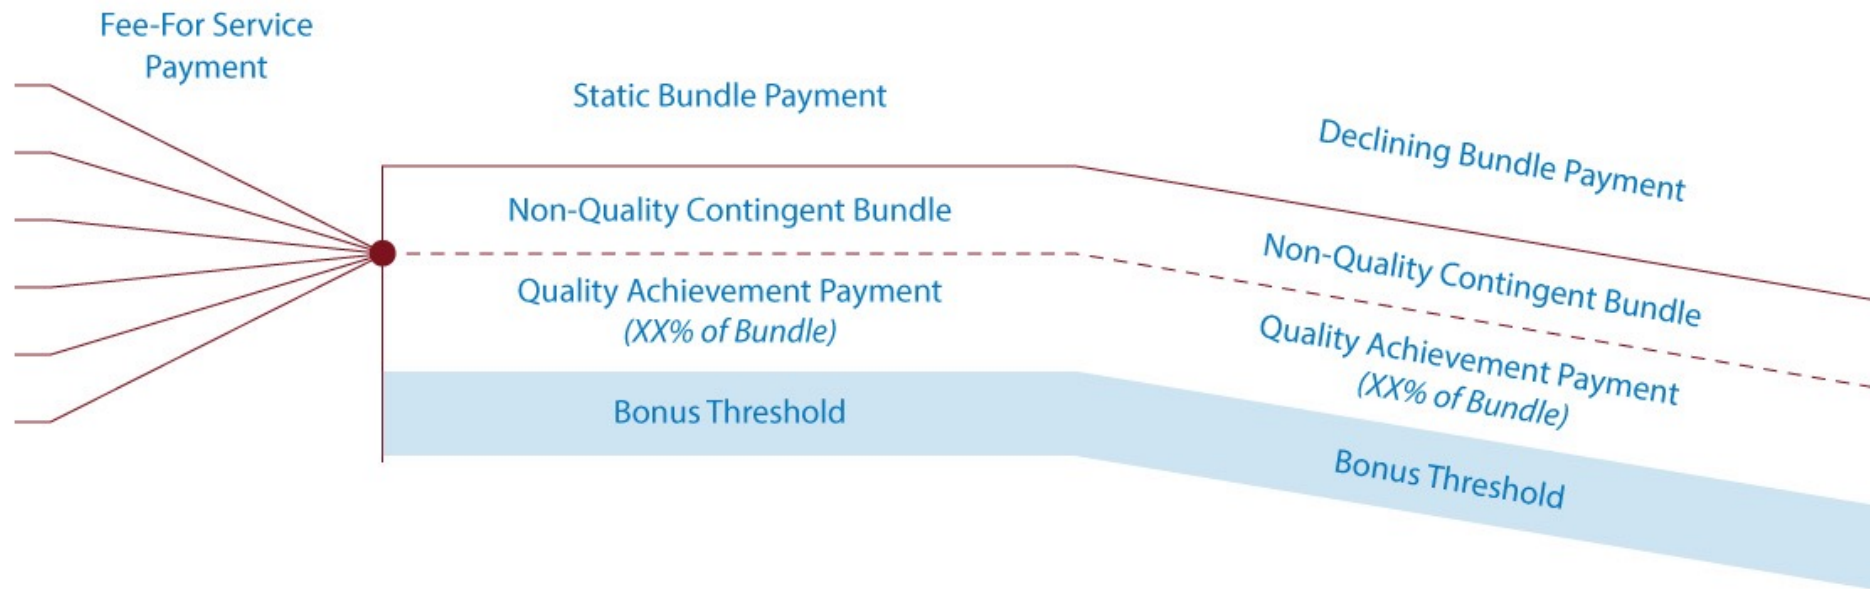 Fee-For Service
Payment
Static Bundle Payment
Non-Quality Contingent Bundle
Quality Achievement Payment
(XX% of Bundle)
Bonus Threshold
Declining Bundle Payment
Non-Quality Contingent Bundle
Quality Achievement Payment
(XX% of Bundle)
Bonus Threshold